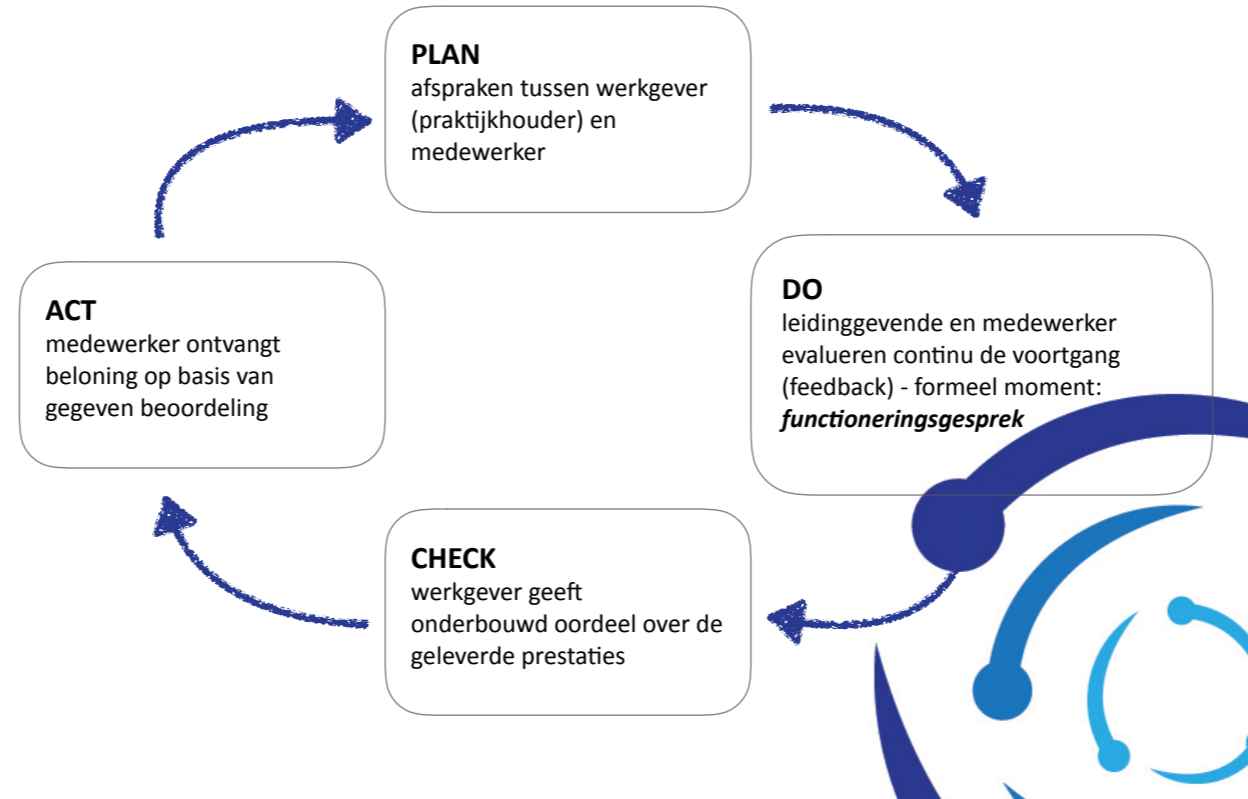 PLAN
afspraken tussen werkgever
(praktijkhouder) en
medewerker
DO
leidinggevende en medewerker
evalueren continu de voortgang
(feedback) - formeel moment:
functioneringsgesprek
CHECK
werkgever geeft
onderbouwd oordeel over de
geleverde prestaties
ACT
medewerker ontvangt
beloning op basis van
gegeven beoordeling